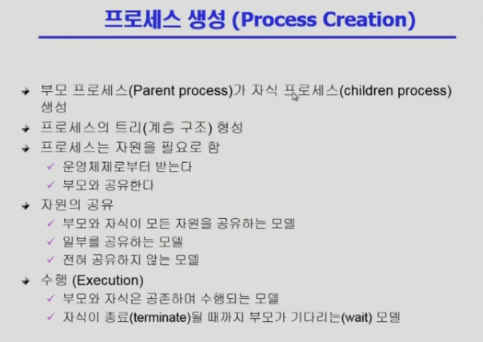 프로세스 생성 (Process Creation)
부모 프로세스(Parent process)가 자식 프로세스(children process)
생성
프로세스의 트리(계층 구조) 형성
프로세스는 자원을 필요로 함
운영체제로부터 받는다
부모와 공유한다
자원의 공유
부모와 자식이 모든 자원을 공유하는 모델
일부를 공유하는 모델
전혀 공유하지 않는 모델
수행 (Execution)
부모와 자식은 공존하며 수행되는 모델
자식이 종료(terminate)될 때까지 부모가 기다리는(wait) 모델